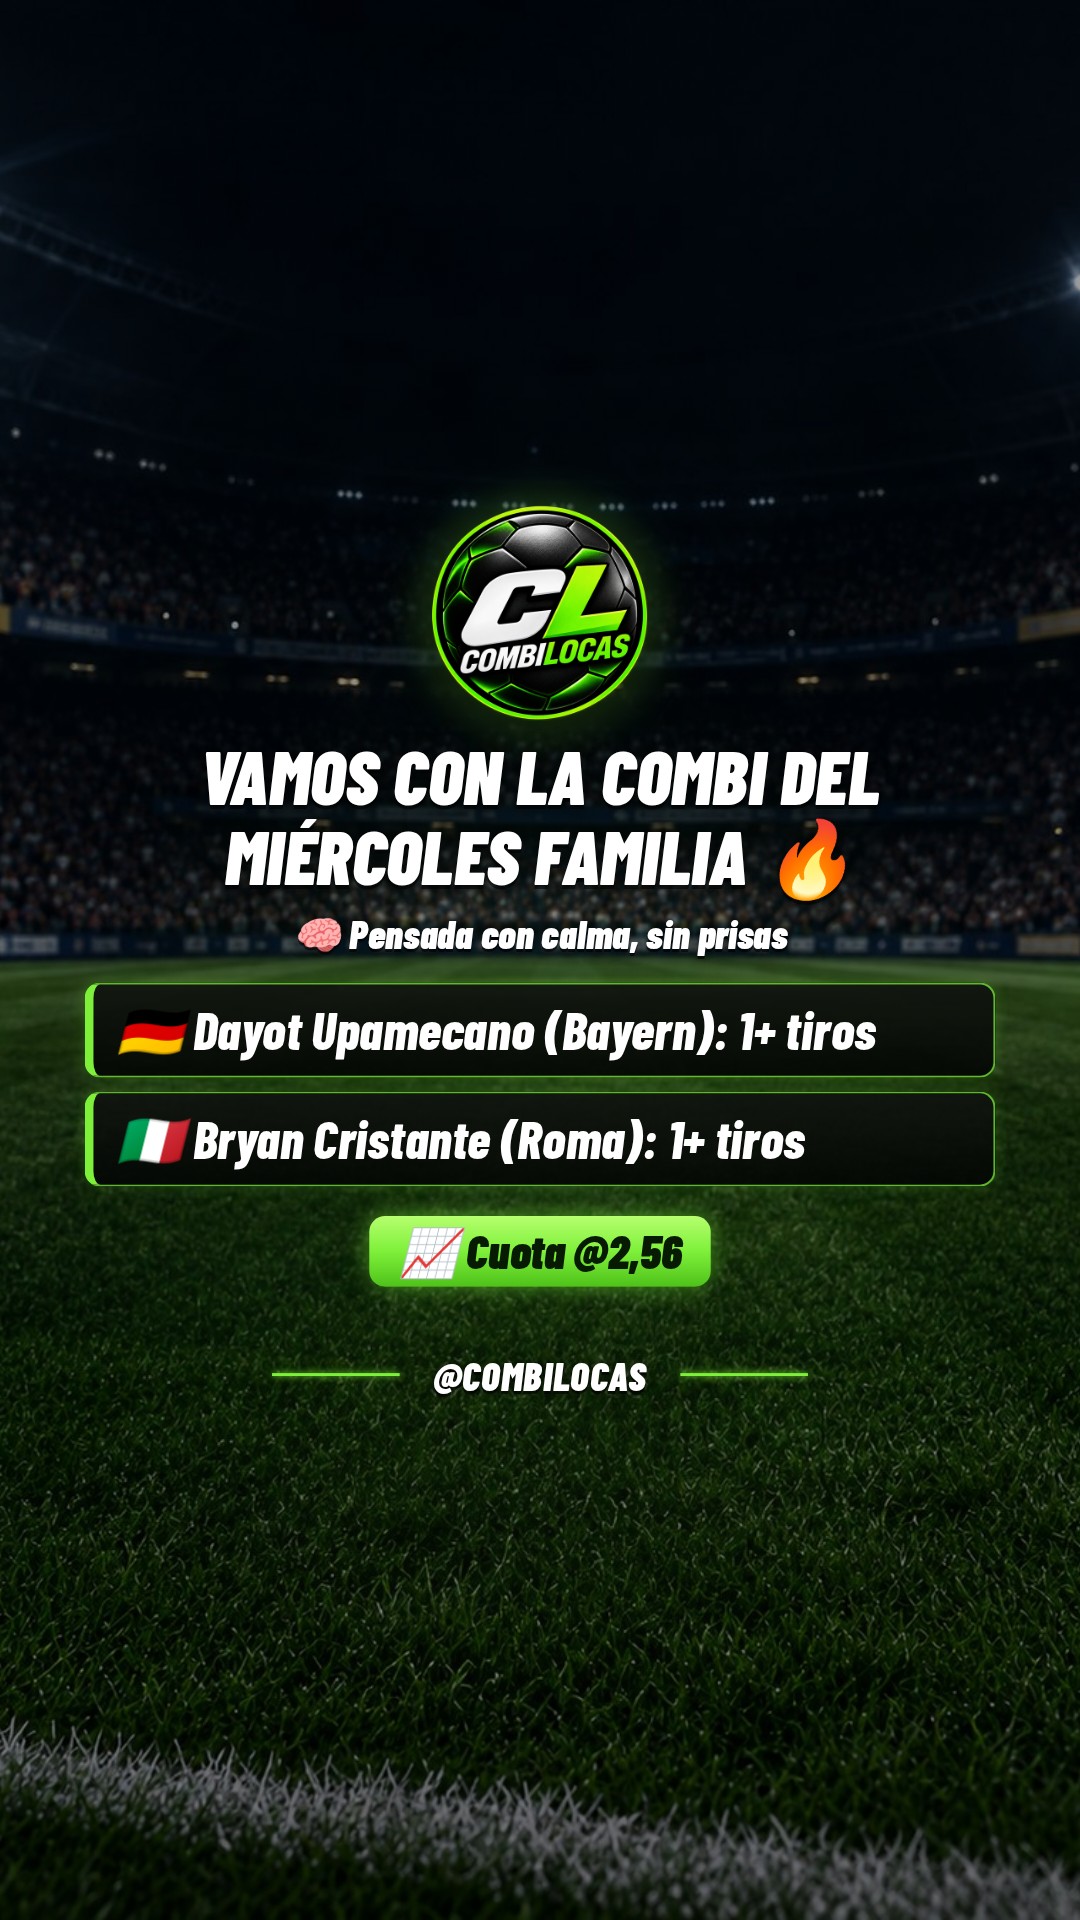 CL
COMBILOCAS
VAMOS CON LA COMBI DEL
MIÉRCOLES FAMILIA 🔥
🧠 Pensada con calma, sin prisas
🇩🇪 Dayot Upamecano (Bayern): 1+ tiros
🇮🇹 Bryan Cristante (Roma): 1+ tiros
📈 Cuota @2,56
@COMBILOCAS